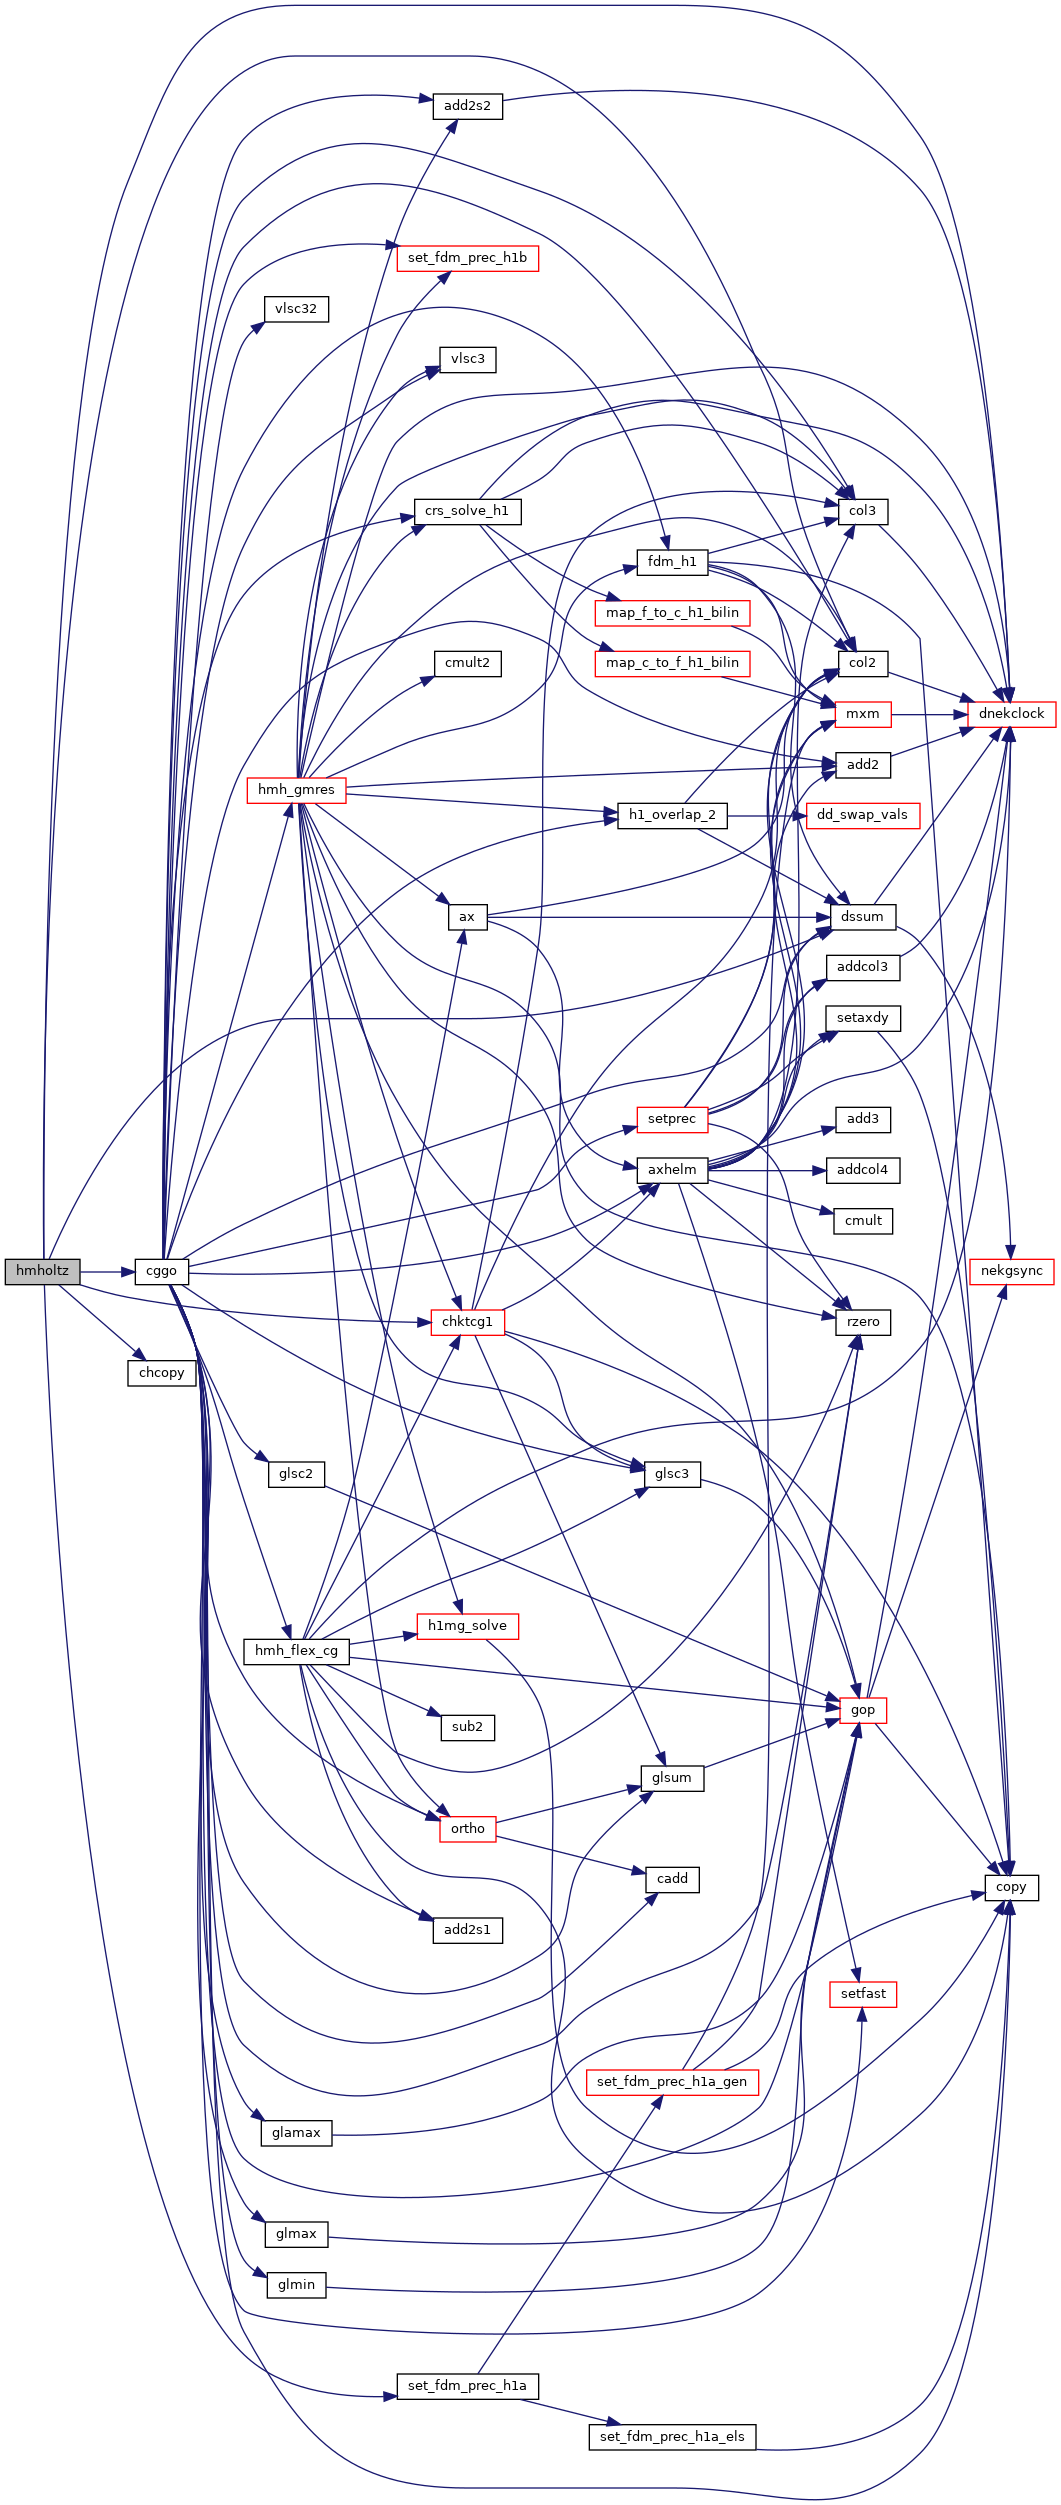 add2s2
set_fdm_prec_h1b
vlsc32
vlsc3
crs_solve_h1
col3
fdm_h1
map_f_to_c_h1_bilin
cmult2
map_c_to_f_h1_bilin
col2
mxm
dnekclock
add2
hmh_gmres
h1_overlap_2
dd_swap_vals
ax
dssum
addcol3
setaxdy
setprec
add3
axhelm
addcol4
cmult
hmholtz
cggo
nekgsync
chktcg1
rzero
chcopy
glsc2
glsc3
h1mg_solve
hmh_flex_cg
gop
sub2
glsum
ortho
cadd
copy
add2s1
setfast
set_fdm_prec_h1a_gen
glamax
glmax
glmin
set_fdm_prec_h1a
set_fdm_prec_h1a_els